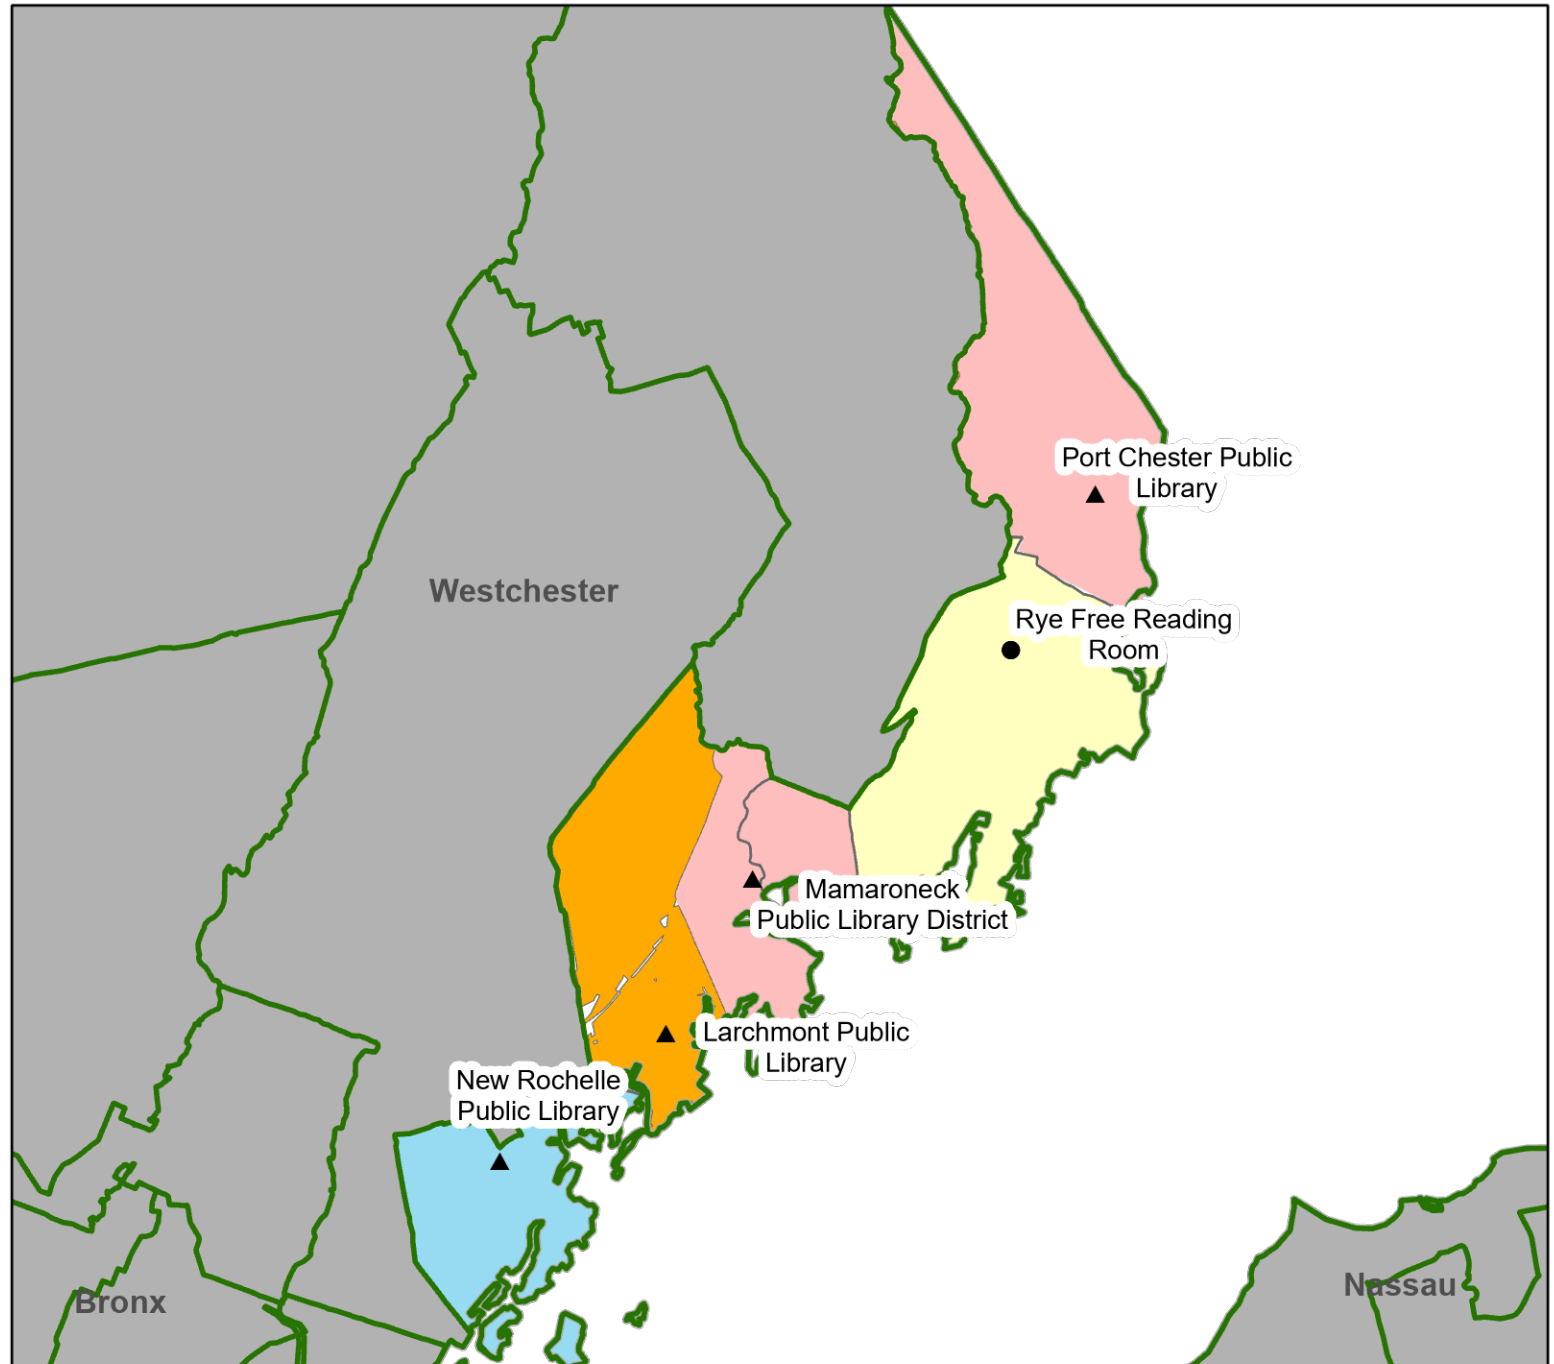 Port Chester Public
Library
Westchester
Rye Free Reading
Room
Mamaroneck
Public Library District
Larchmont Public
Library
New Rochelle
Public Library
Nassau
Bronx